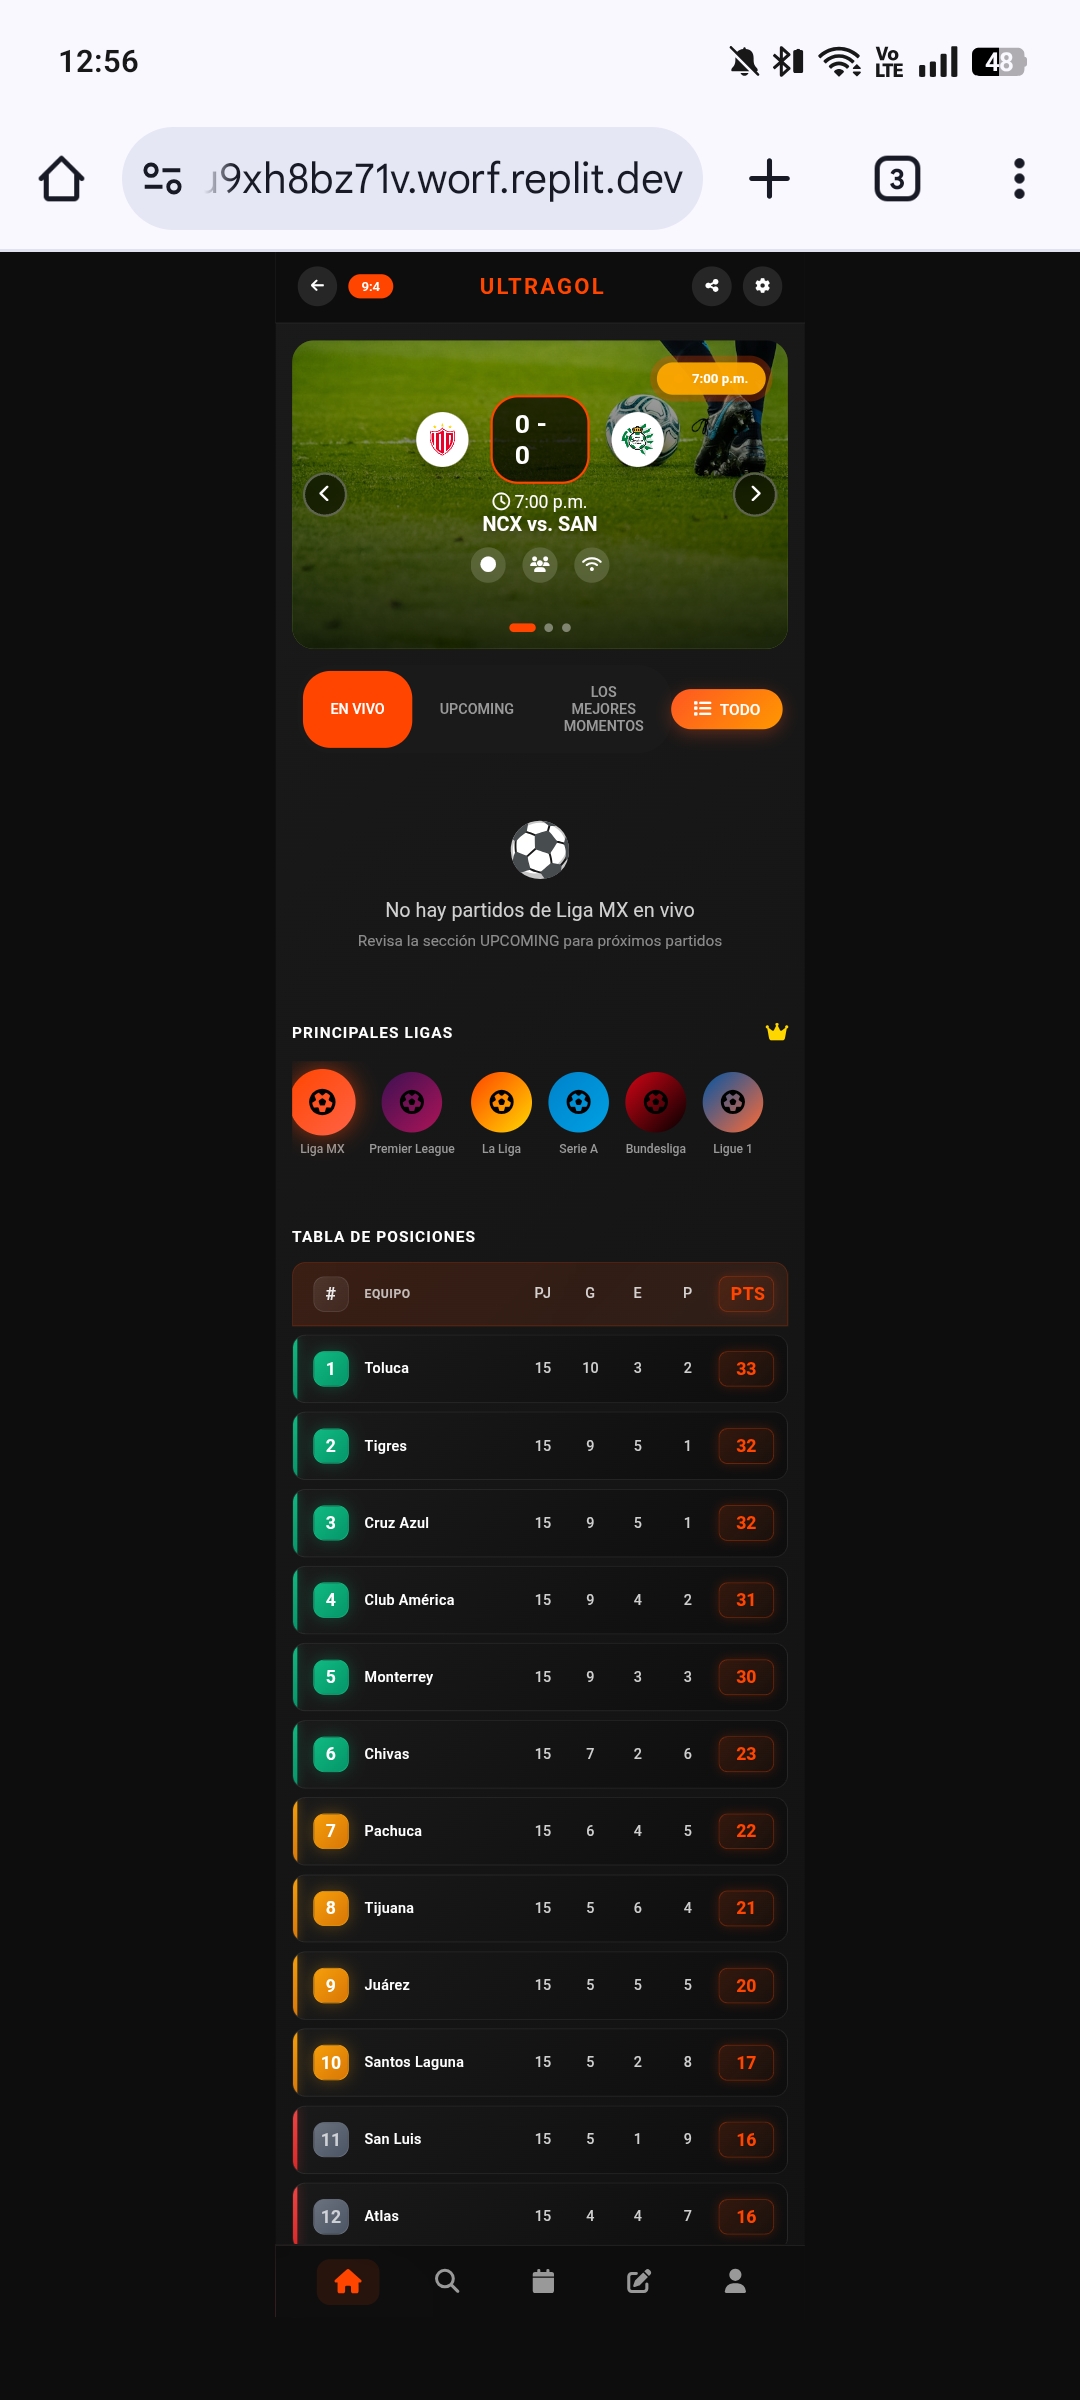 12:56
Vo
LTE
48
9xh8bz71v.worf.replit.dev
3
9:4
ULTRAGOL
7:00 p.m.
0 -
0
7:00 p.m.
NCX vs. SAN
EN VIVO
UPCOMING
LOS
MEJORES
MOMENTOS
TODO
No hay partidos de Liga MX en vivo
Revisa la sección UPCOMING para próximos partidos
PRINCIPALES LIGAS
Liga MX
Premier League
La Liga
Serie A
Bundesliga
Ligue 1
TABLA DE POSICIONES
# EQUIPO PJ G E P PTS
1 Toluca 15 10 3 2 33
2 Tigres 15 9 5 1 32
3 Cruz Azul 15 9 5 1 32
4 Club América 15 9 4 2 31
5 Monterrey 15 9 3 3 30
6 Chivas 15 7 2 6 23
7 Pachuca 15 6 4 5 22
8 Tijuana 15 5 6 4 21
9 Juárez 15 5 5 5 20
10 Santos Laguna 15 5 2 8 17
11 San Luis 15 5 1 9 16
12 Atlas 15 4 4 7 16